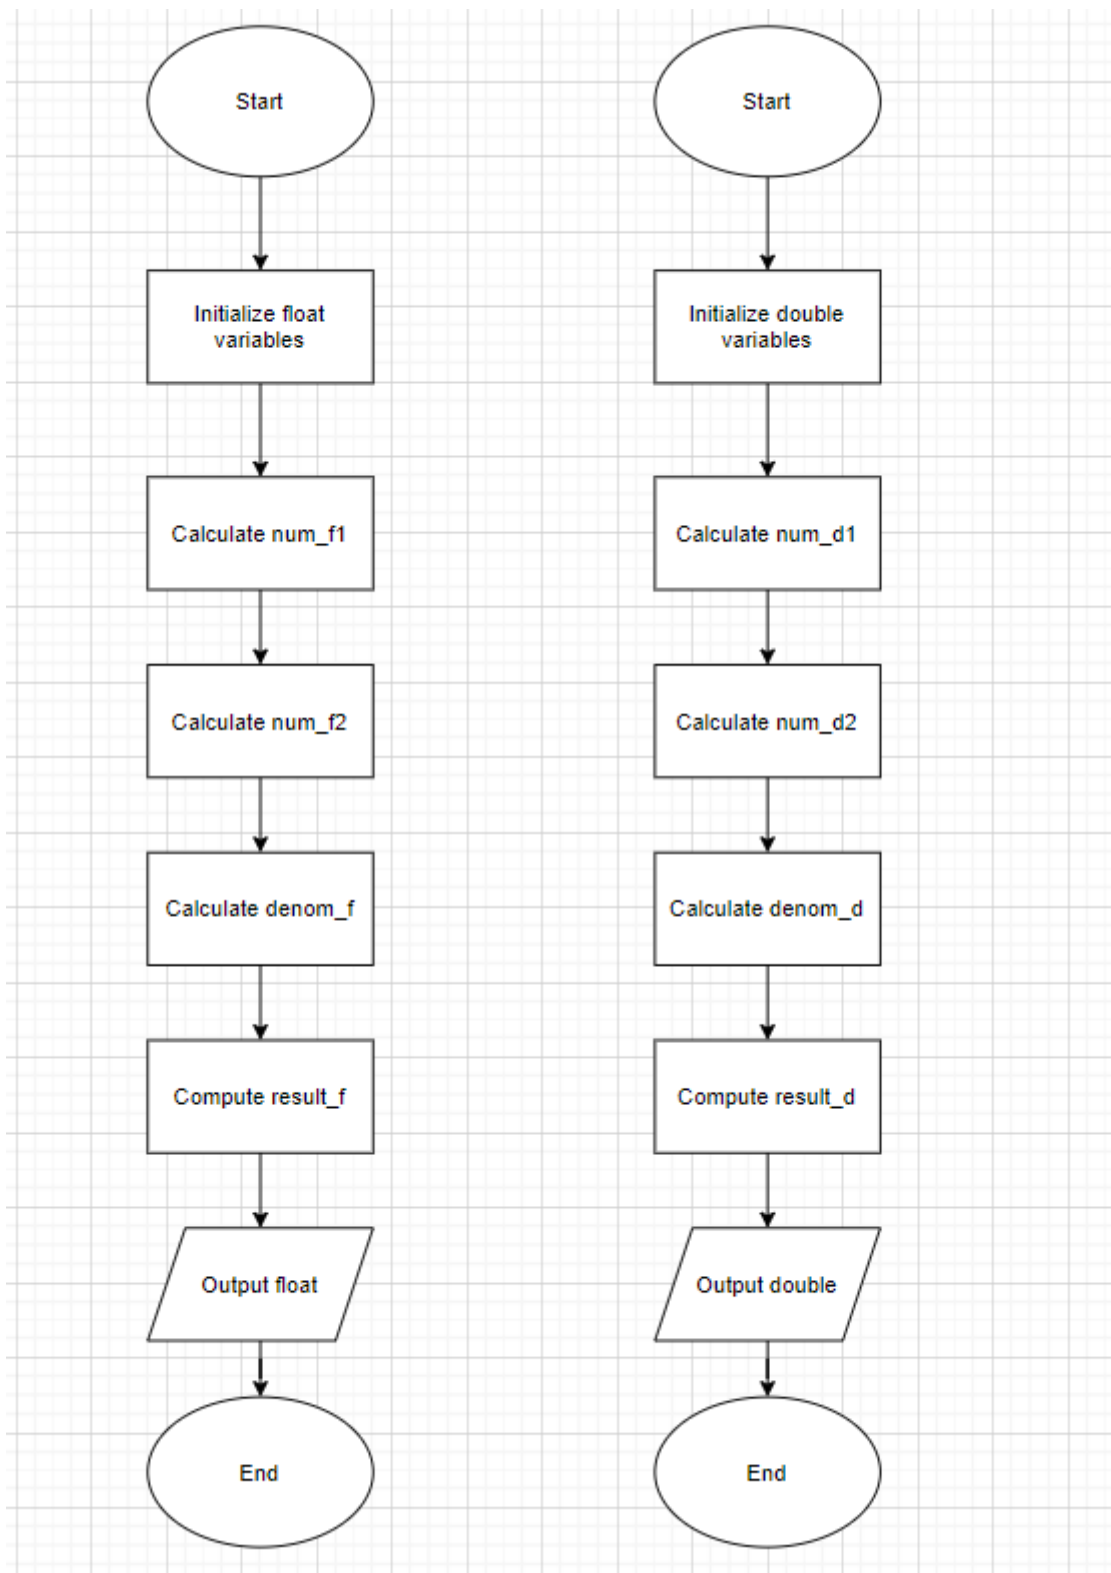 Start
Initialize float
variables
Calculate num_f1
Calculate num_f2
Calculate denom_f
Compute result_f
Output float
End
Start
Initialize double
variables
Calculate num_d1
Calculate num_d2
Calculate denom_d
Compute result_d
Output double
End